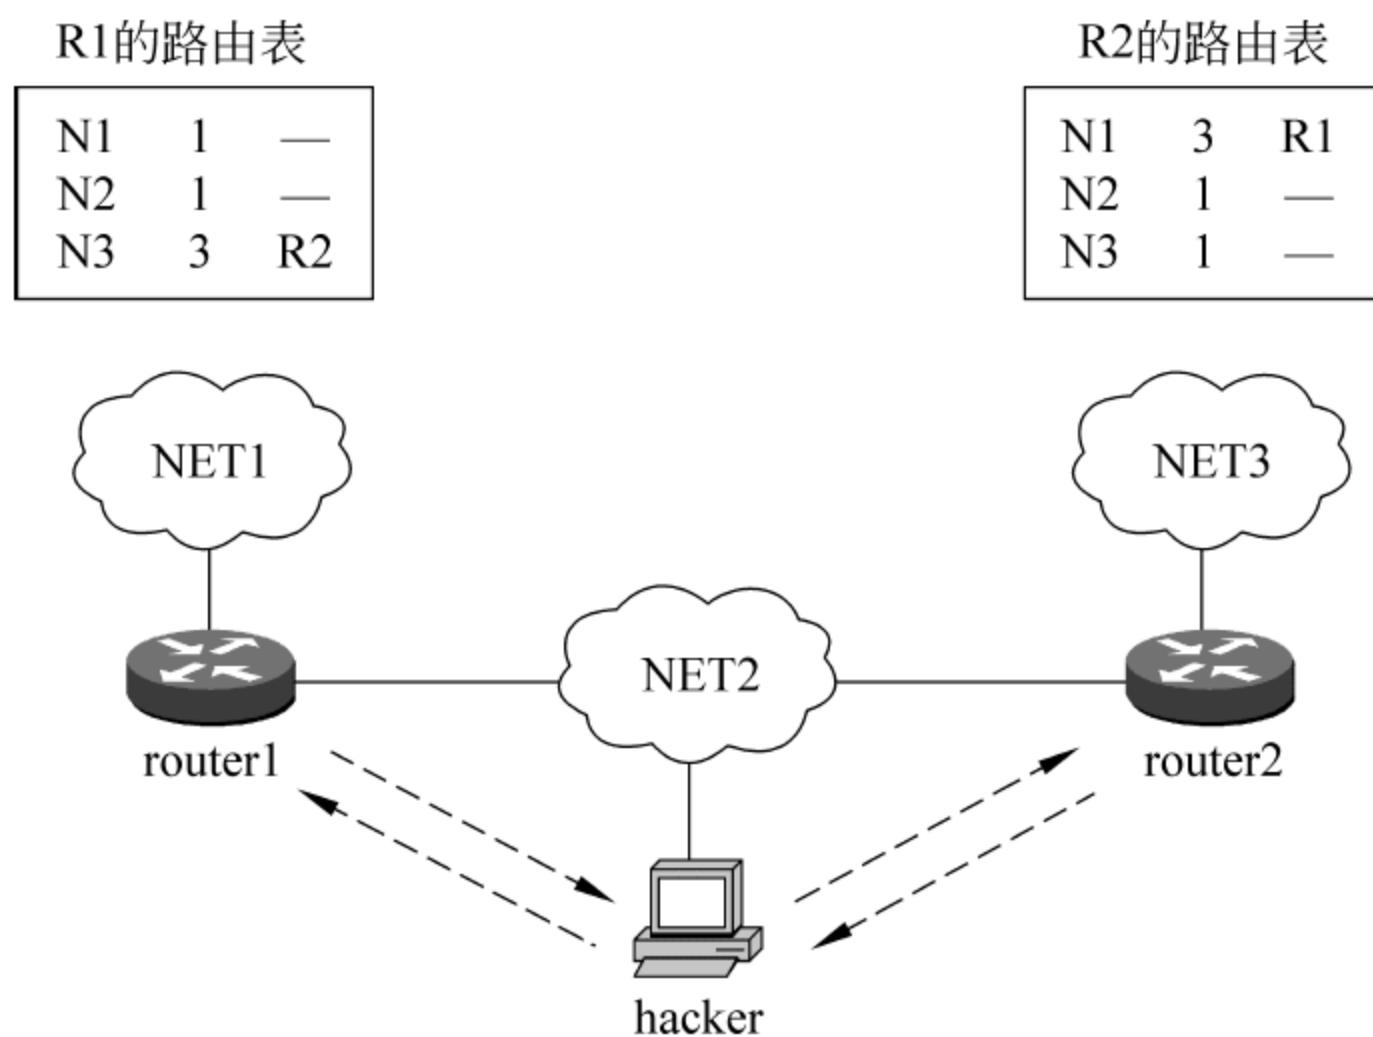 R1的路由表
N1 1 —
N2 1 —
N3 3 R2
R2的路由表
N1 3 R1
N2 1 —
N3 1 —
NET1
NET3
NET2
router1
router2
hacker